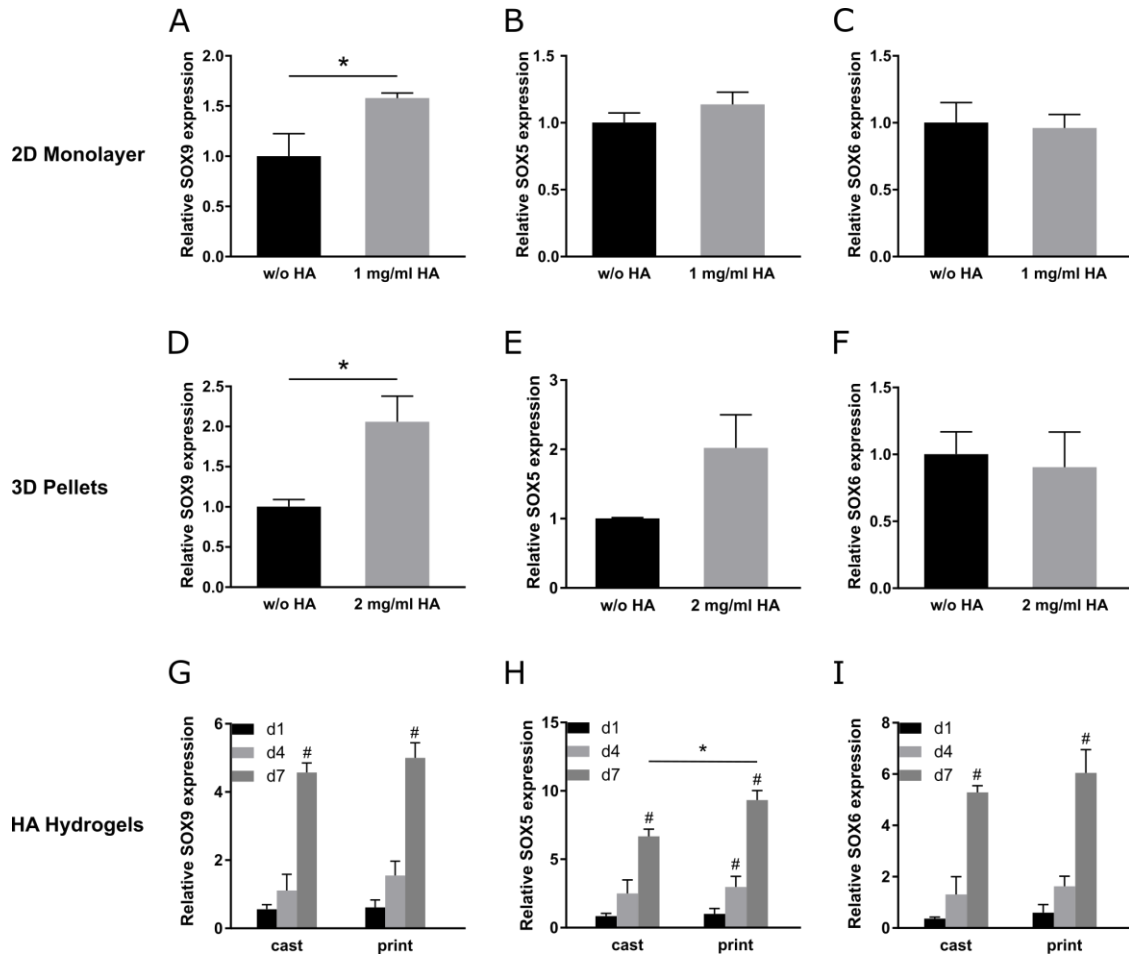 A
Relative SOX9 expression
2.0
1.5
1.0
0.5
0.0
*
w/o HA
1 mg/ml HA
B
Relative SOX5 expression
1.5
1.0
0.5
0.0
w/o HA
1 mg/ml HA
C
Relative SOX6 expression
1.5
1.0
0.5
0.0
w/o HA
1 mg/ml HA
2D Monolayer
D
Relative SOX9 expression
2.5
2.0
1.5
1.0
0.5
0.0
*
w/o HA
2 mg/ml HA
E
Relative SOX5 expression
3
2
1
0
w/o HA
2 mg/ml HA
F
Relative SOX6 expression
1.5
1.0
0.5
0.0
w/o HA
2 mg/ml HA
3D Pellets
G
Relative SOX9 expression
6
4
2
0
d1
d4
d7
#
#
cast
print
H
Relative SOX5 expression
15
10
5
0
d1
d4
d7
*
#
#
#
cast
print
I
Relative SOX6 expression
8
6
4
2
0
d1
d4
d7
#
#
cast
print
HA Hydrogels